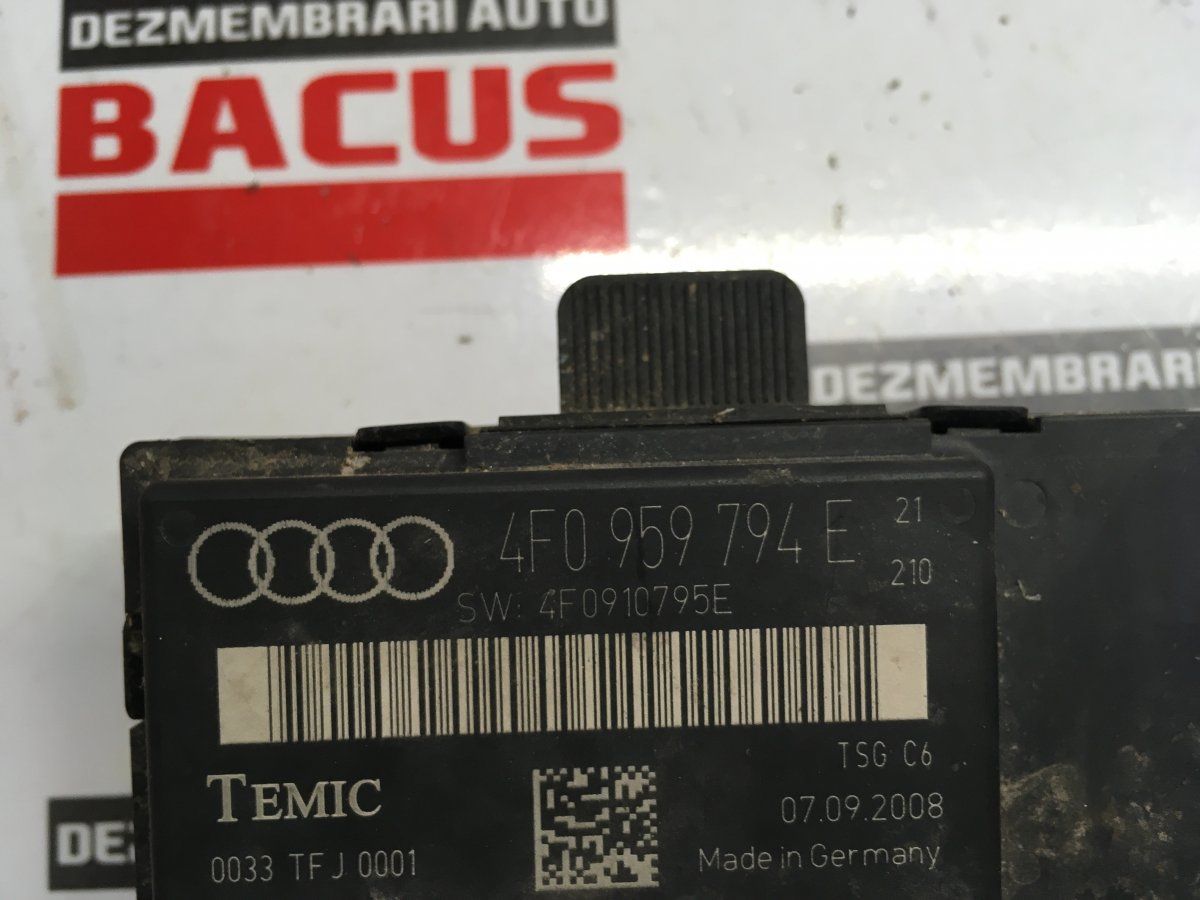 DEZMEMBRARI AUTO
BACUS
DEZMEMBRARI
4F0 959 794 E 21
210
SW: 4F0910795E
TSG C6
TEMIC
07.09.2008
DE
0033 TFJ 0001
Made in Germany